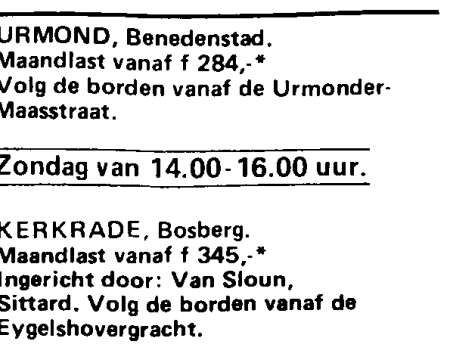 URMOND, Benedenstad.
Maandlast vanaf f 284,-*
Volg de borden vanaf de Urmonder-
Maasstraat.
Zondag van 14.00-16.00 uur.
KERKRADE, Bosberg.
Maandlast vanaf f 345,-*
Ingericht door: Van Sloun,
Sittard. Volg de borden vanaf de
Eygelshovergracht.